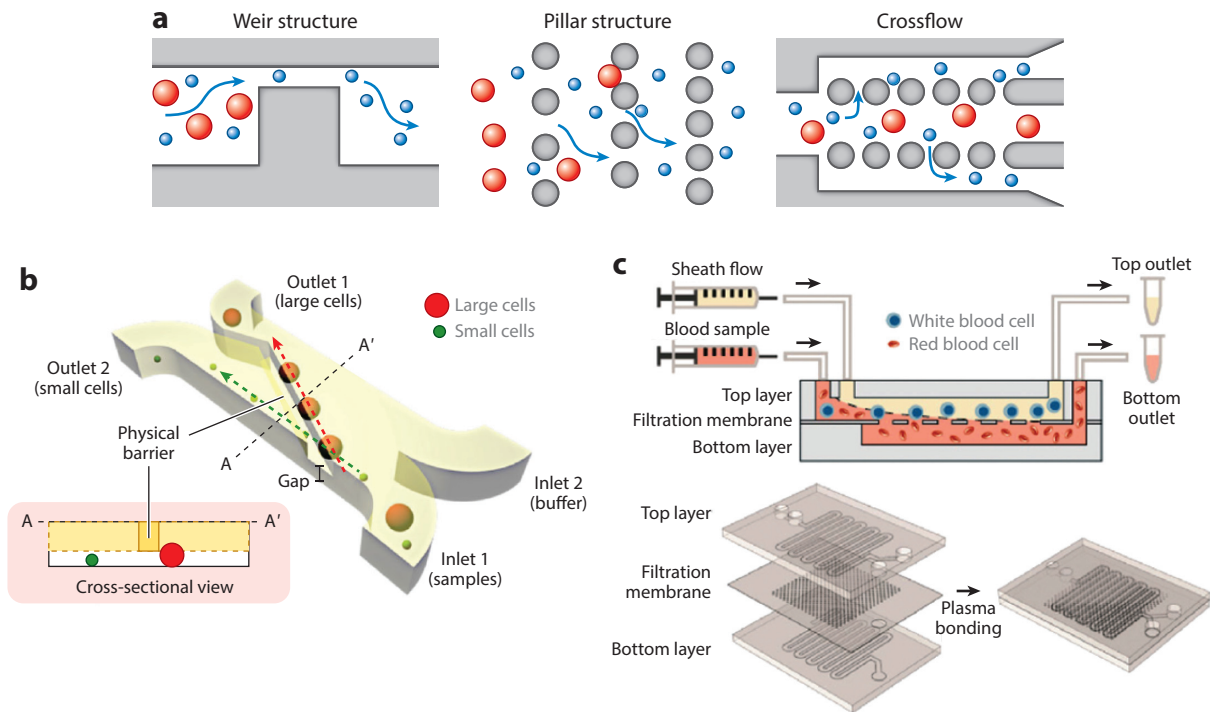 a
Weir structure
Pillar structure
Crossflow
b
Outlet 1
(large cells)
Large cells
Small cells
A'
Outlet 2
(small cells)
Physical
barrier
A
Gap
Inlet 2
(buffer)
A
A'
Inlet 1
(samples)
Cross-sectional view
c
Sheath flow
Top outlet
Blood sample
White blood cell
Red blood cell
Top layer
Filtration membrane
Bottom layer
Bottom
outlet
Top layer
Filtration
membrane
Plasma
bonding
Bottom layer